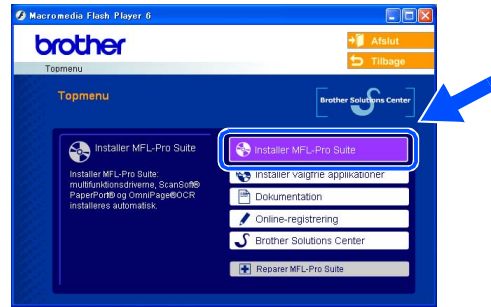 Macromedia Flash Player 6
brother
Afslut
Topmenu
Tilbage
Topmenu
Brother Solutions Center
Installer MFL-Pro Suite
Installer MFL-Pro Suite:
multifunktionsdriverne, ScanSoft®
PaperPort® og OmniPage®OCR
installeres automatisk.
Installer MFL-Pro Suite
Installer valgfrie applikationer
Dokumentation
Online-registrering
Brother Solutions Center
Reparer MFL-Pro Suite